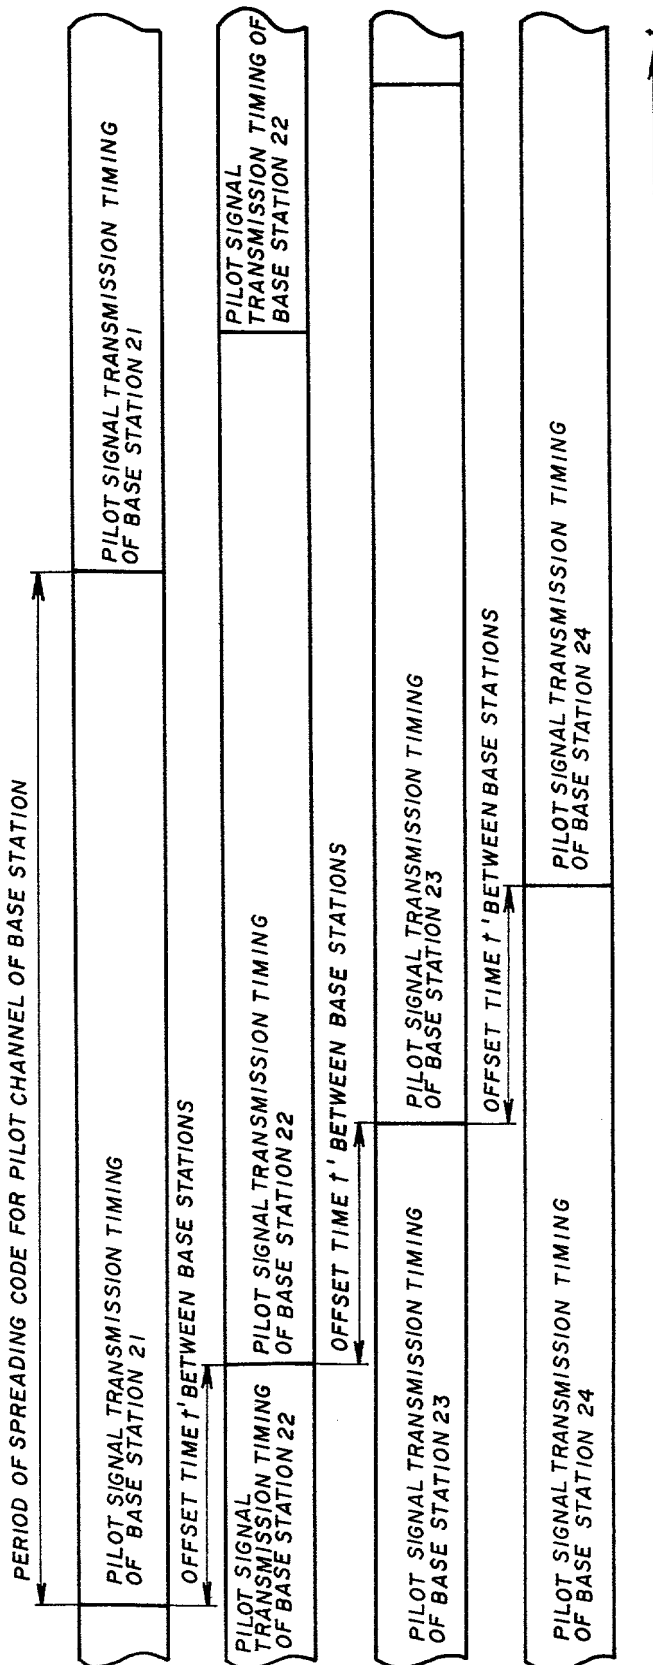 PERIOD OF SPREADING CODE FOR PILOT CHANNEL OF BASE STATION
PILOT SIGNAL TRANSMISSION TIMING
OF BASE STATION 21
PILOT SIGNAL TRANSMISSION TIMING
OF BASE STATION 21
OFFSET TIME t' BETWEEN BASE STATIONS
PILOT SIGNAL
TRANSMISSION TIMING
OF BASE STATION 22
PILOT SIGNAL TRANSMISSION TIMING
OF BASE STATION 22
PILOT SIGNAL
TRANSMISSION TIMING OF
BASE STATION 22
OFFSET TIME t' BETWEEN BASE STATIONS
PILOT SIGNAL TRANSMISSION TIMING
OF BASE STATION 23
PILOT SIGNAL TRANSMISSION TIMING
OF BASE STATION 23
OFFSET TIME t' BETWEEN BASE STATIONS
PILOT SIGNAL TRANSMISSION TIMING
OF BASE STATION 24
PILOT SIGNAL TRANSMISSION TIMING
OF BASE STATION 24